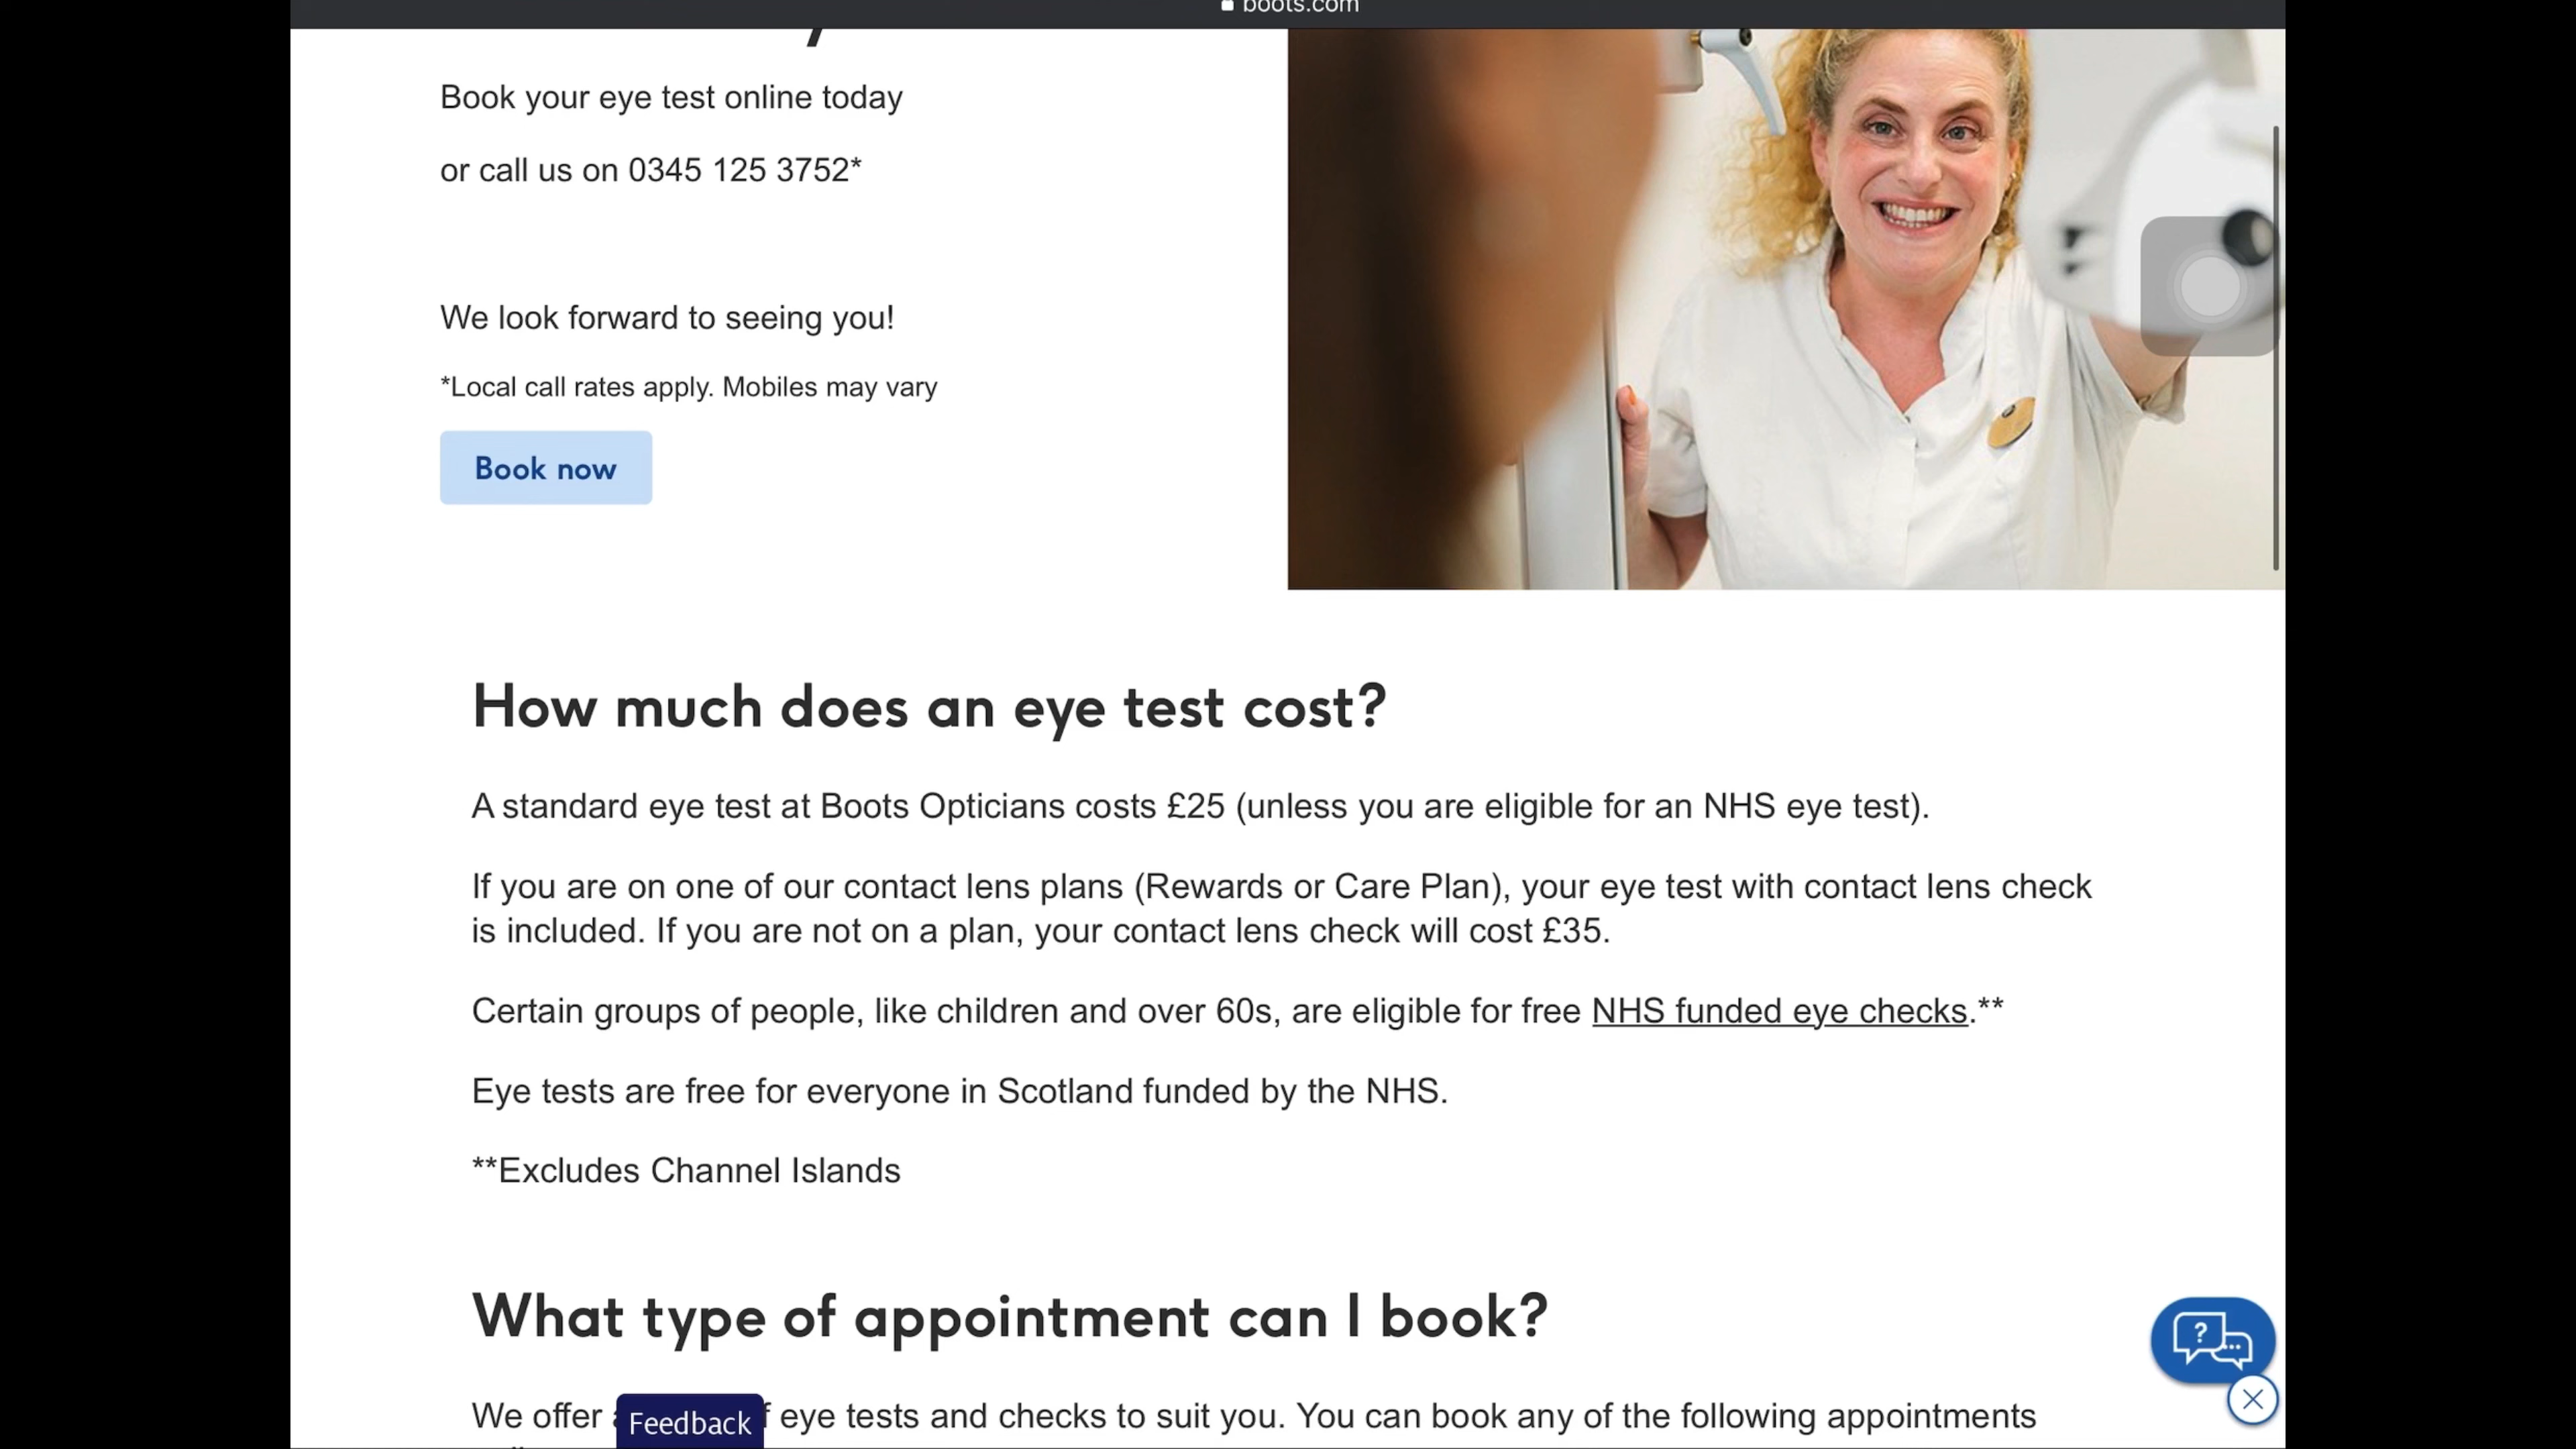 boots.com
Book your eye test online today
or call us on 0345 125 3752*
We look forward to seeing you!
*Local call rates apply. Mobiles may vary
Book now
How much does an eye test cost?
A standard eye test at Boots Opticians costs £25 (unless you are eligible for an NHS eye test).
If you are on one of our contact lens plans (Rewards or Care Plan), your eye test with contact lens check
is included. If you are not on a plan, your contact lens check will cost £35.
Certain groups of people, like children and over 60s, are eligible for free NHS funded eye checks.**
Eye tests are free for everyone in Scotland funded by the NHS.
**Excludes Channel Islands
What type of appointment can I book?
We offer eye tests and checks to suit you. You can book any of the following appointments
Feedback